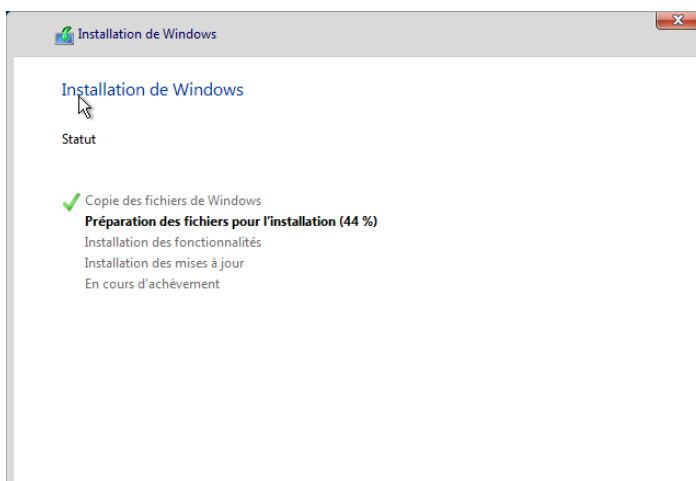 Installation de Windows
Installation de Windows
Statut
Copie des fichiers de Windows
Préparation des fichiers pour l'installation (44 %)
Installation des fonctionnalités
Installation des mises à jour
En cours d'achèvement